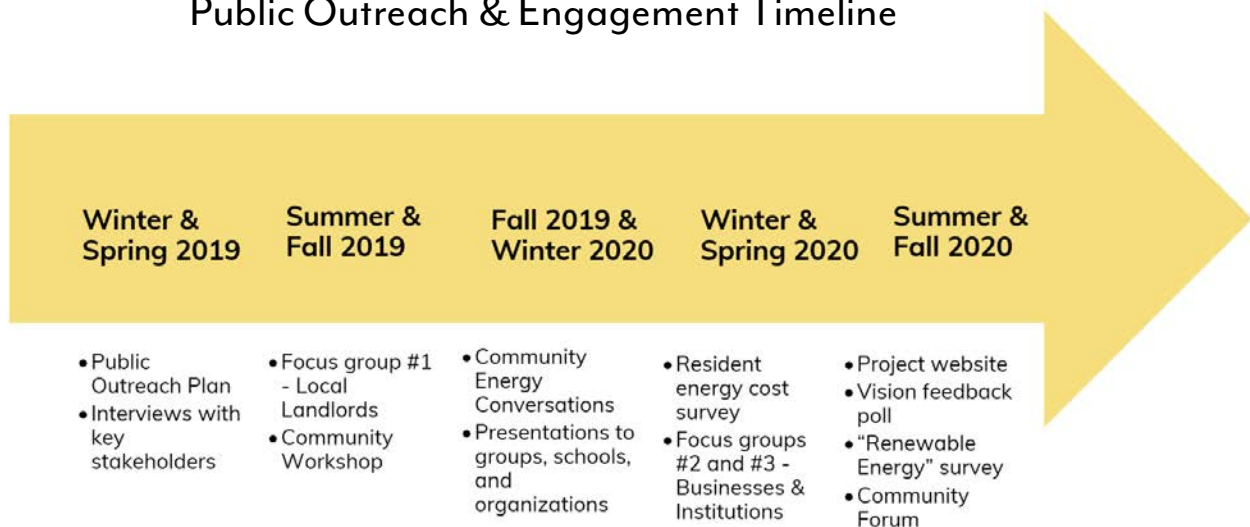 Public Outreach & Engagement Timeline
Winter &
Spring 2019
Summer &
Fall 2019
Fall 2019 &
Winter 2020
Winter &
Spring 2020
Summer &
Fall 2020
• Public
Outreach Plan
• Interviews with
key
stakeholders
• Focus group #1
- Local
Landlords
• Community
Workshop
• Community
Energy
Conversations
• Presentations to
groups, schools,
and
organizations
• Resident
energy cost
survey
• Focus groups
#2 and #3 -
Businesses &
Institutions
• Project website
• Vision feedback
poll
• “Renewable
Energy” survey
• Community
Forum